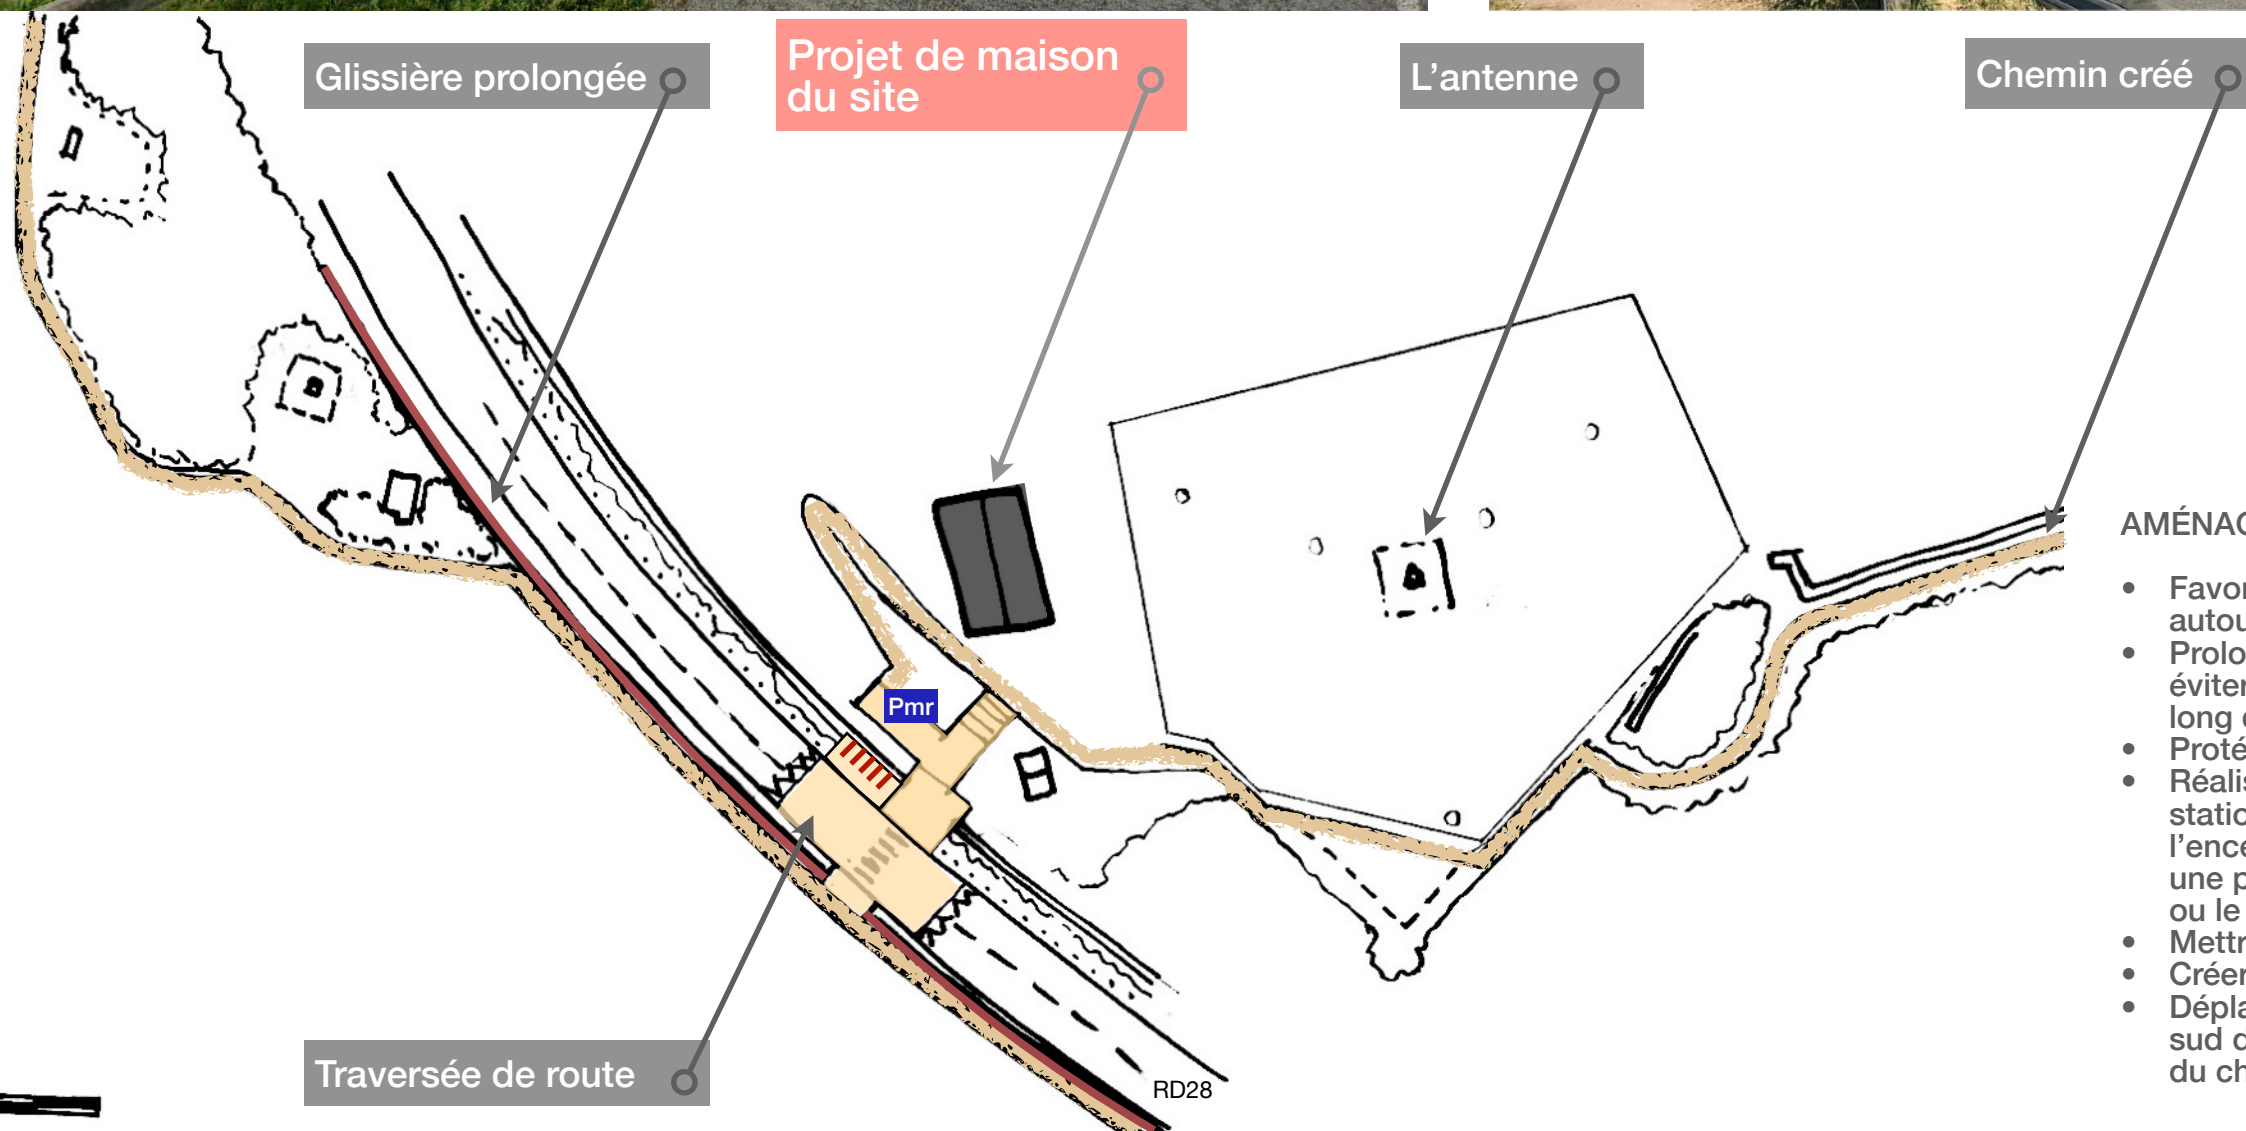 Glissière prolongée
Projet de maison
du site
L’antenne
Chemin créé
Pmr
Traversée de route
RD28
AMÉNAG
• Favor
autou
• Prolo
éviter
long
• Proté
• Réalis
statio
l’ence
une p
ou le
• Mettr
• Créer
• Dépla
sud d
du ch